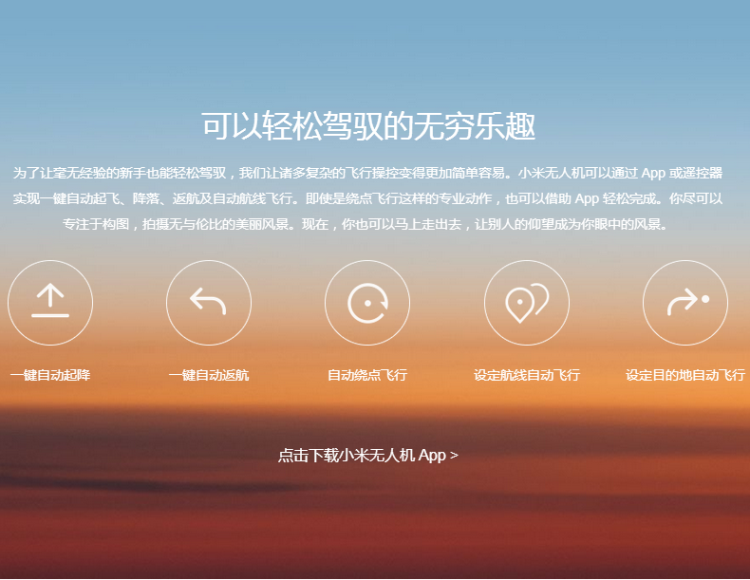 可以轻松驾驭的无穷乐趣
为了让毫无经验的新手也能轻松驾驭，我们让诸多复杂的飞行操控变得更加简单容易。小米无人机可以通过 App 或遥控器
实现一键自动起飞、降落、返航及自动航线飞行。即使是绕点飞行这样的专业动作，也可以借助 App 轻松完成。你尽可以
专注于构图，拍摄无与伦比的美丽风景。现在，你也可以马上走出去，让别人的仰望成为你眼中的风景。
一键自动起降
一键自动返航
自动绕点飞行
设定航线自动飞行
设定目的地自动飞行
点击下载小米无人机 App >